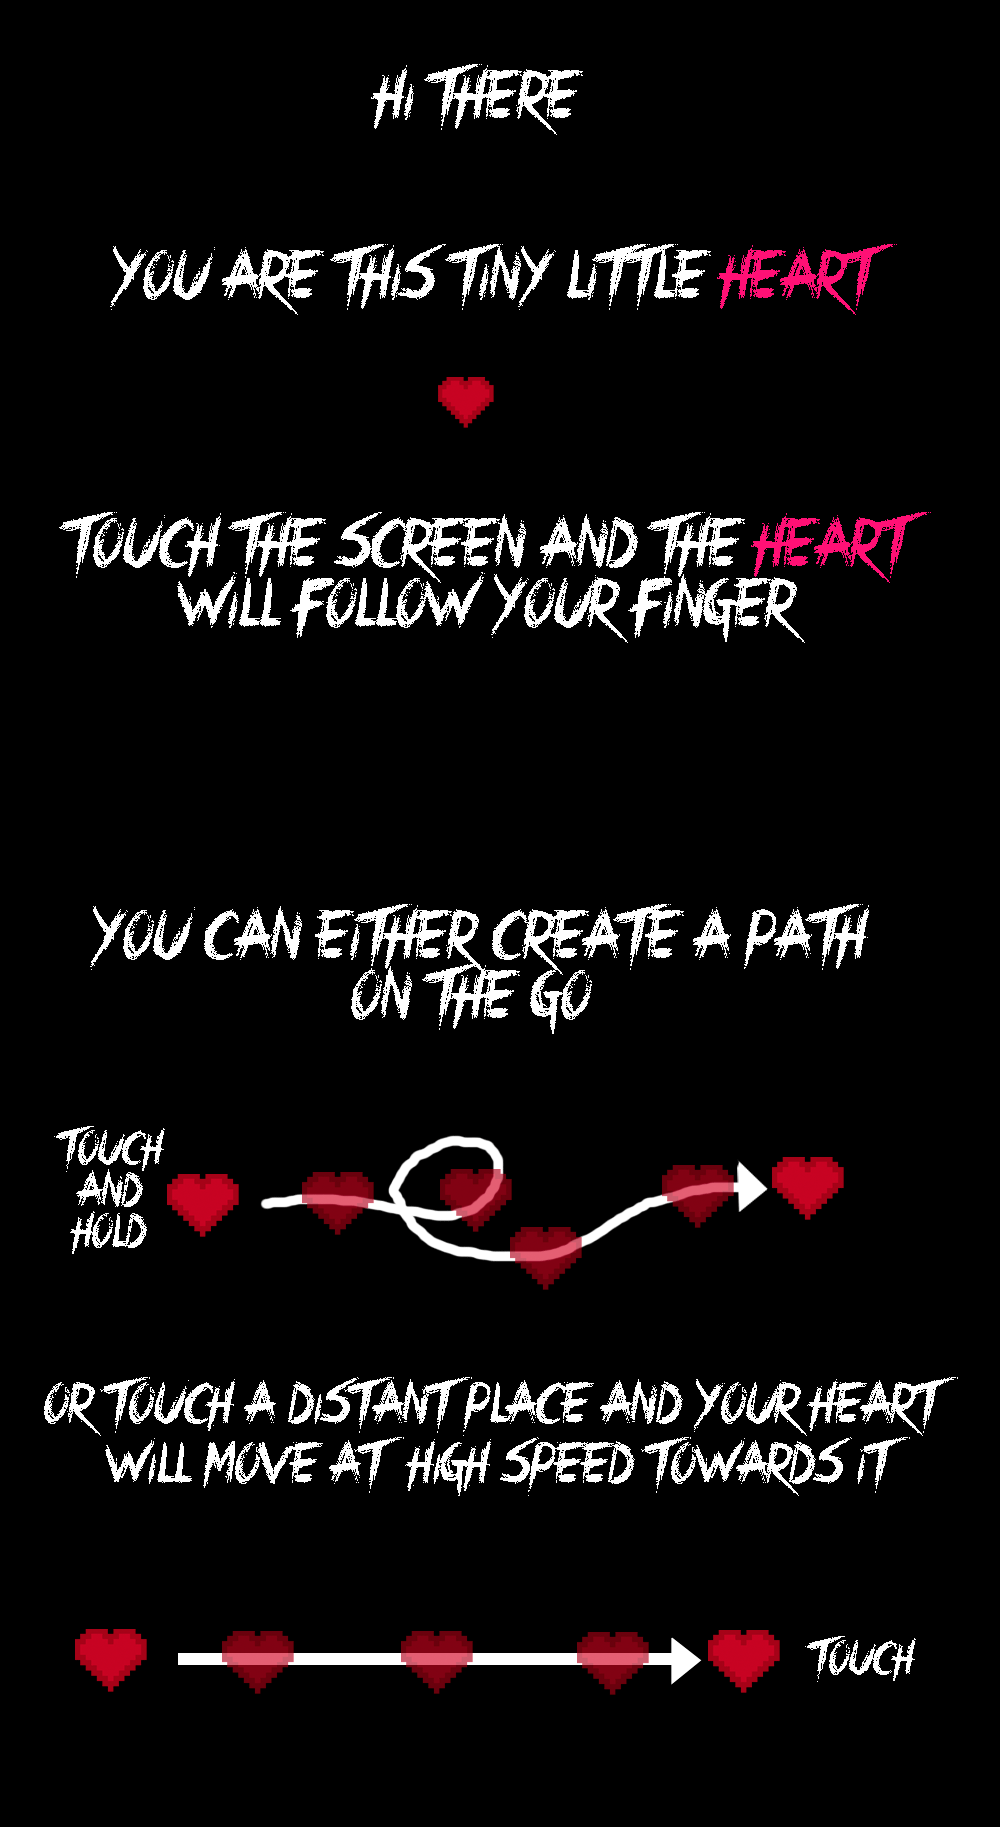 HI THERE
YOU ARE THIS TINY LITTLE HEART
TOUCH THE SCREEN AND THE HEART
WILL FOLLOW YOUR FINGER
YOU CAN EITHER CREATE A PATH
ON THE GO
TOUCH
AND
HOLD
OR TOUCH A DISTANT PLACE AND YOUR HEART
WILL MOVE AT HIGH SPEED TOWARDS IT
TOUCH